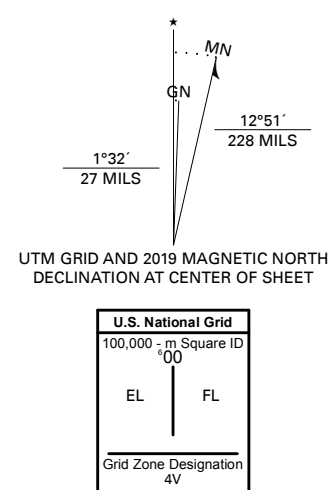 ★
MN
GN
12°51´
228 MILS
1°32´
27 MILS
UTM GRID AND 2019 MAGNETIC NORTH
DECLINATION AT CENTER OF SHEET
U.S. National Grid
100,000 - m Square ID
⁶00
EL FL
Grid Zone Designation
4V